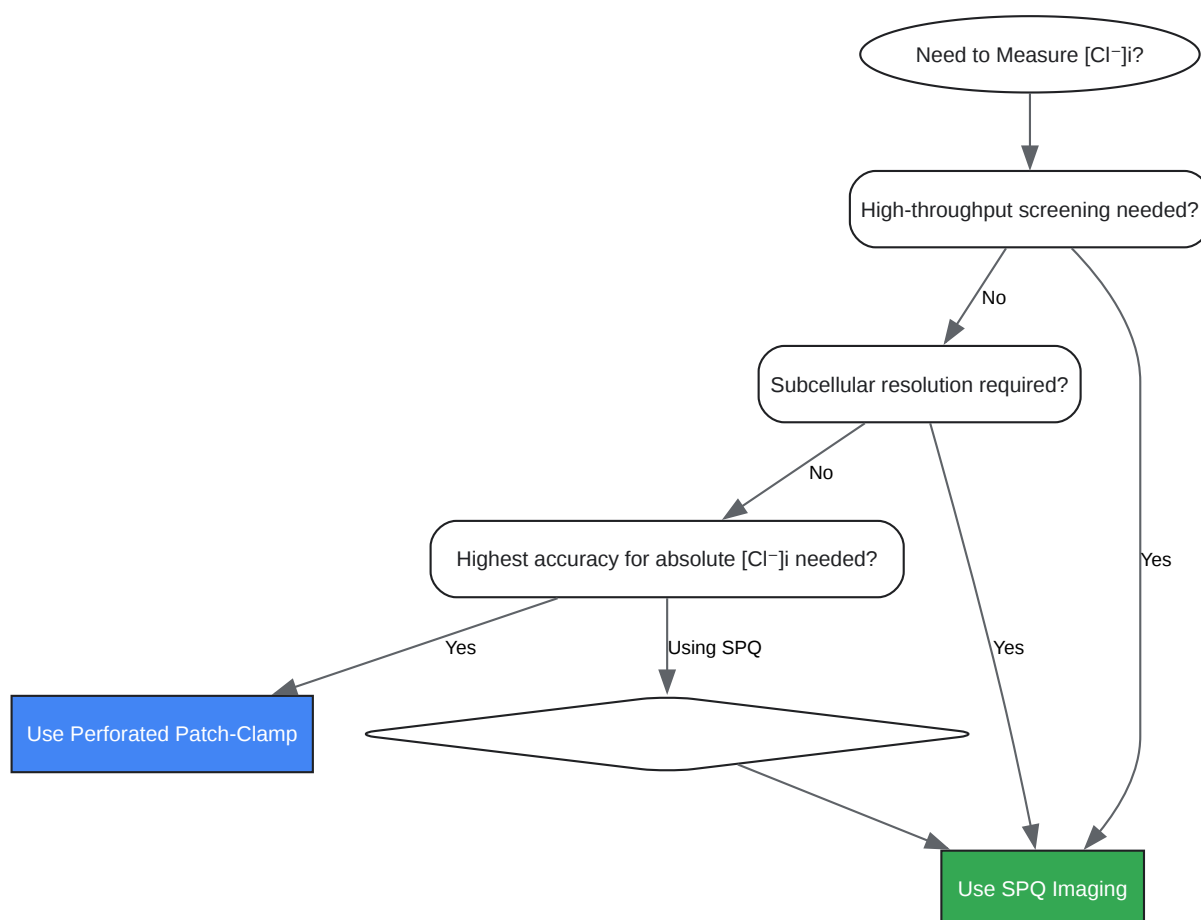 Need to Measure [Cl⁻]i?
High-throughput screening needed?
No
Subcellular resolution required?
No
Highest accuracy for absolute [Cl⁻]i needed?
Yes
Yes
Using SPQ
Yes
Use Perforated Patch-Clamp
Use SPQ Imaging